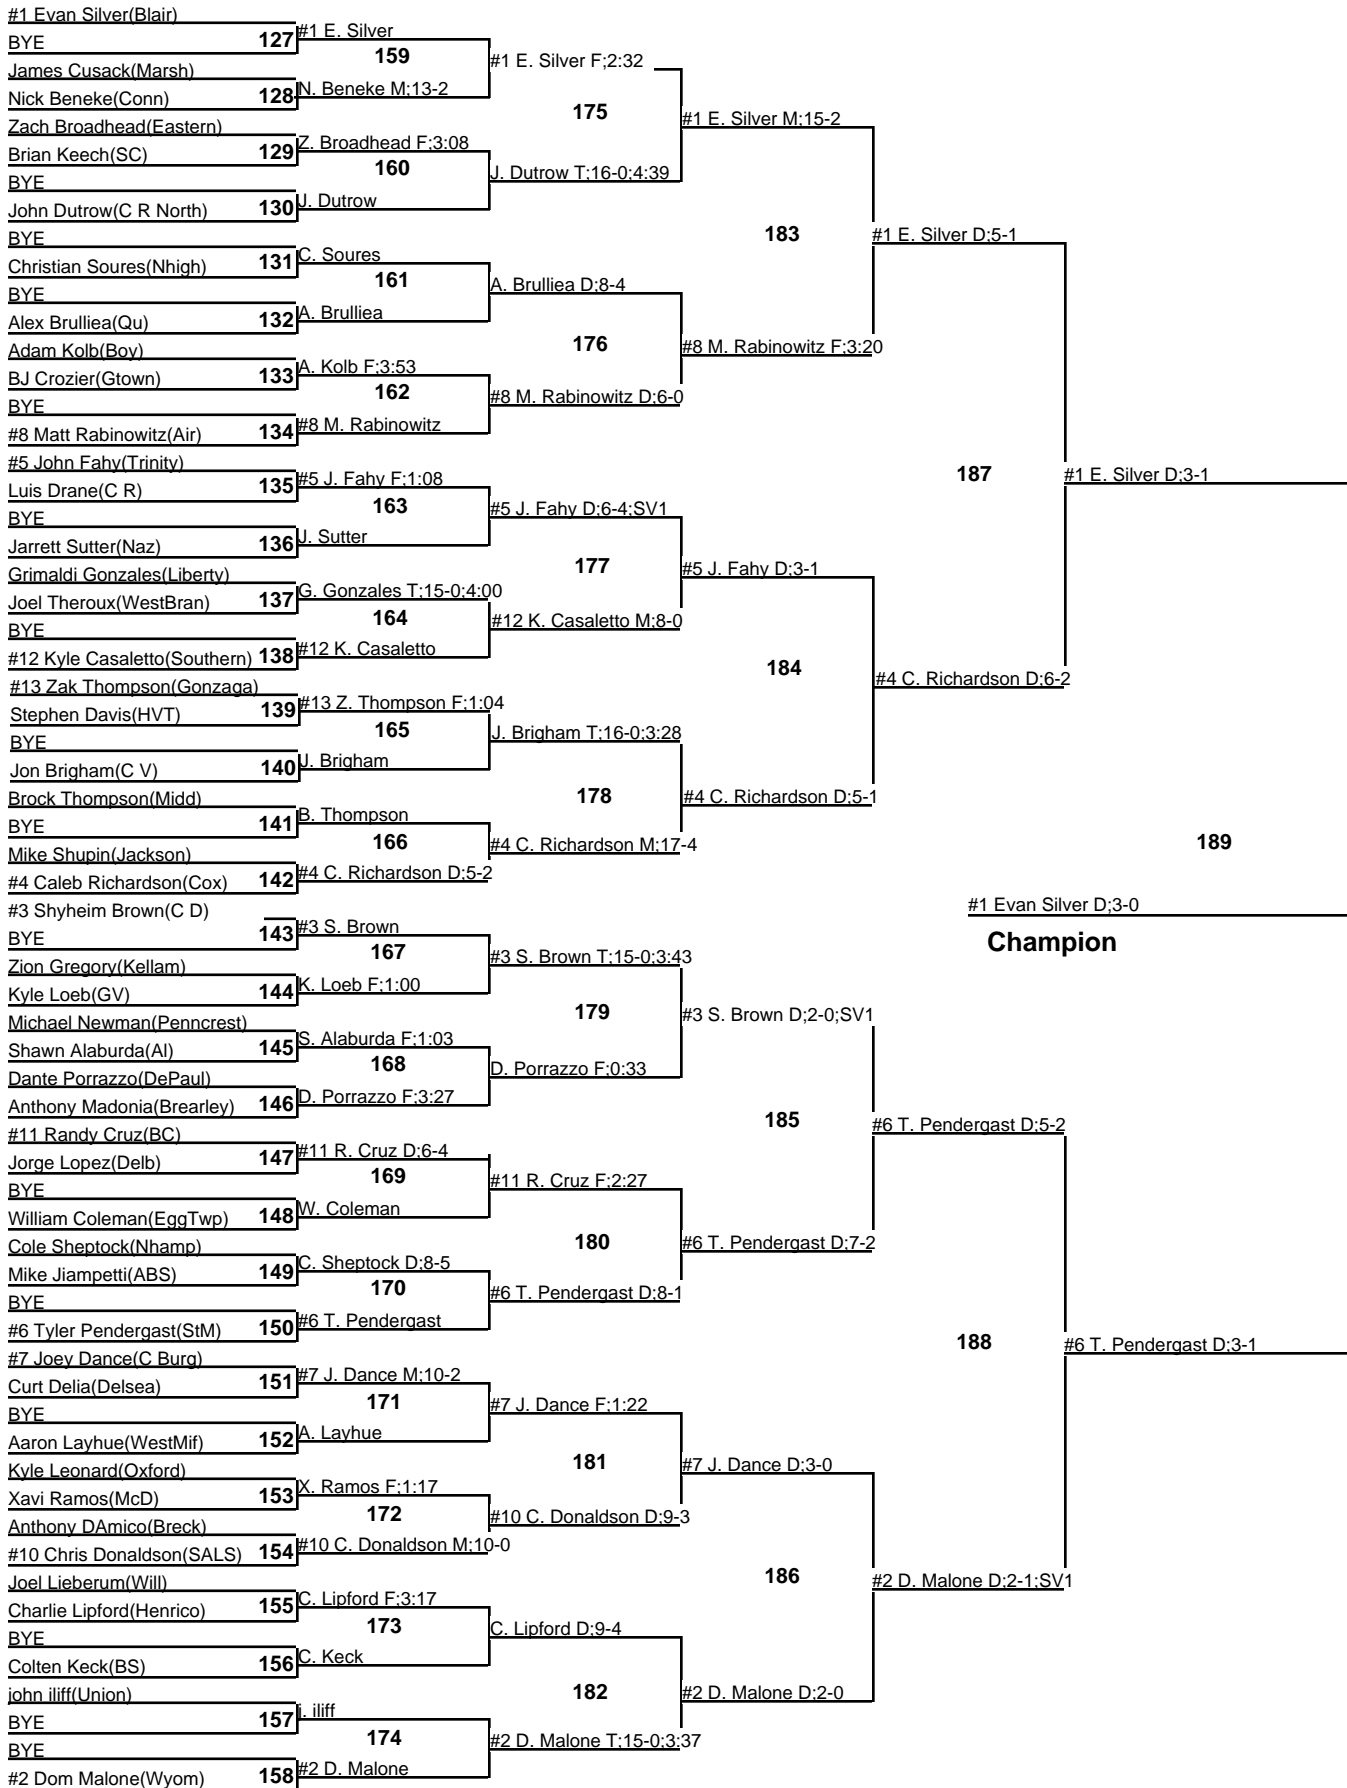 #1 Evan Silver(Blair)
BYE
127
#1 E. Silver
James Cusack(Marsh)
Nick Beneke(Conn)
128
N. Beneke M;13-2
159
#1 E. Silver F;2:32
Zach Broadhead(Eastern)
Brian Keech(SC)
129
Z. Broadhead F;3:08
BYE
John Dutrow(C R North)
130
J. Dutrow
160
J. Dutrow T;16-0;4:39
175
#1 E. Silver M;15-2
BYE
Christian Soures(Nhigh)
131
C. Soures
BYE
Alex Brulliea(Qu)
132
A. Brulliea
161
A. Brulliea D;8-4
Adam Kolb(Boy)
BJ Crozier(Gtown)
133
A. Kolb F;3:53
BYE
#8 Matt Rabinowitz(Air)
134
#8 M. Rabinowitz
162
#8 M. Rabinowitz D;6-0
176
#8 M. Rabinowitz F;3:20
183
#1 E. Silver D;5-1
#5 John Fahy(Trinity)
Luis Drane(C R)
135
#5 J. Fahy F;1:08
BYE
Jarrett Sutter(Naz)
136
J. Sutter
163
#5 J. Fahy D;6-4;SV1
Grimaldi Gonzales(Liberty)
Joel Theroux(WestBran)
137
G. Gonzales T;15-0;4:00
BYE
#12 Kyle Casaletto(Southern)
138
#12 K. Casaletto
164
#12 K. Casaletto M;8-0
177
#5 J. Fahy D;3-1
#13 Zak Thompson(Gonzaga)
Stephen Davis(HVT)
139
#13 Z. Thompson F;1:04
BYE
Jon Brigham(C V)
140
J. Brigham
165
J. Brigham T;16-0;3:28
Brock Thompson(Midd)
BYE
141
B. Thompson
Mike Shupin(Jackson)
#4 Caleb Richardson(Cox)
142
#4 C. Richardson D;5-2
166
#4 C. Richardson M;17-4
178
#4 C. Richardson D;5-1
184
#4 C. Richardson D;6-2
187
#1 E. Silver D;3-1
#3 Shyheim Brown(C D)
BYE
143
#3 S. Brown
Zion Gregory(Kellam)
Kyle Loeb(GV)
144
K. Loeb F;1:00
167
#3 S. Brown T;15-0;3:43
Michael Newman(Penncrest)
Shawn Alaburda(Al)
145
S. Alaburda F;1:03
Dante Porrazzo(DePaul)
Anthony Madonia(Brearley)
146
D. Porrazzo F;3:27
168
D. Porrazzo F;0:33
179
#3 S. Brown D;2-0;SV1
#11 Randy Cruz(BC)
Jorge Lopez(Delb)
147
#11 R. Cruz D;6-4
BYE
William Coleman(EggTwp)
148
W. Coleman
169
#11 R. Cruz F;2:27
Cole Sheptock(Nhamp)
Mike Jiampetti(ABS)
149
C. Sheptock D;8-5
BYE
#6 Tyler Pendergast(StM)
150
#6 T. Pendergast
170
#6 T. Pendergast D;8-1
180
#6 T. Pendergast D;7-2
185
#6 T. Pendergast D;5-2
#7 Joey Dance(C Burg)
Curt Delia(Delsea)
151
#7 J. Dance M;10-2
BYE
Aaron Layhue(WestMif)
152
A. Layhue
171
#7 J. Dance F;1:22
Kyle Leonard(Oxford)
Xavi Ramos(McD)
153
X. Ramos F;1:17
Anthony DAmico(Breck)
#10 Chris Donaldson(SALS)
154
#10 C. Donaldson M;10-0
172
#10 C. Donaldson D;9-3
181
#7 J. Dance D;3-0
Joel Lieberum(Will)
Charlie Lipford(Henrico)
155
C. Lipford F;3:17
BYE
Colten Keck(BS)
156
C. Keck
173
C. Lipford D;9-4
john iliff(Union)
BYE
157
j. iliff
BYE
#2 Dom Malone(Wyom)
158
#2 D. Malone
174
#2 D. Malone T;15-0;3:37
182
#2 D. Malone D;2-0
186
#2 D. Malone D;2-1;SV1
188
#6 T. Pendergast D;3-1
189
#1 Evan Silver D;3-0
Champion